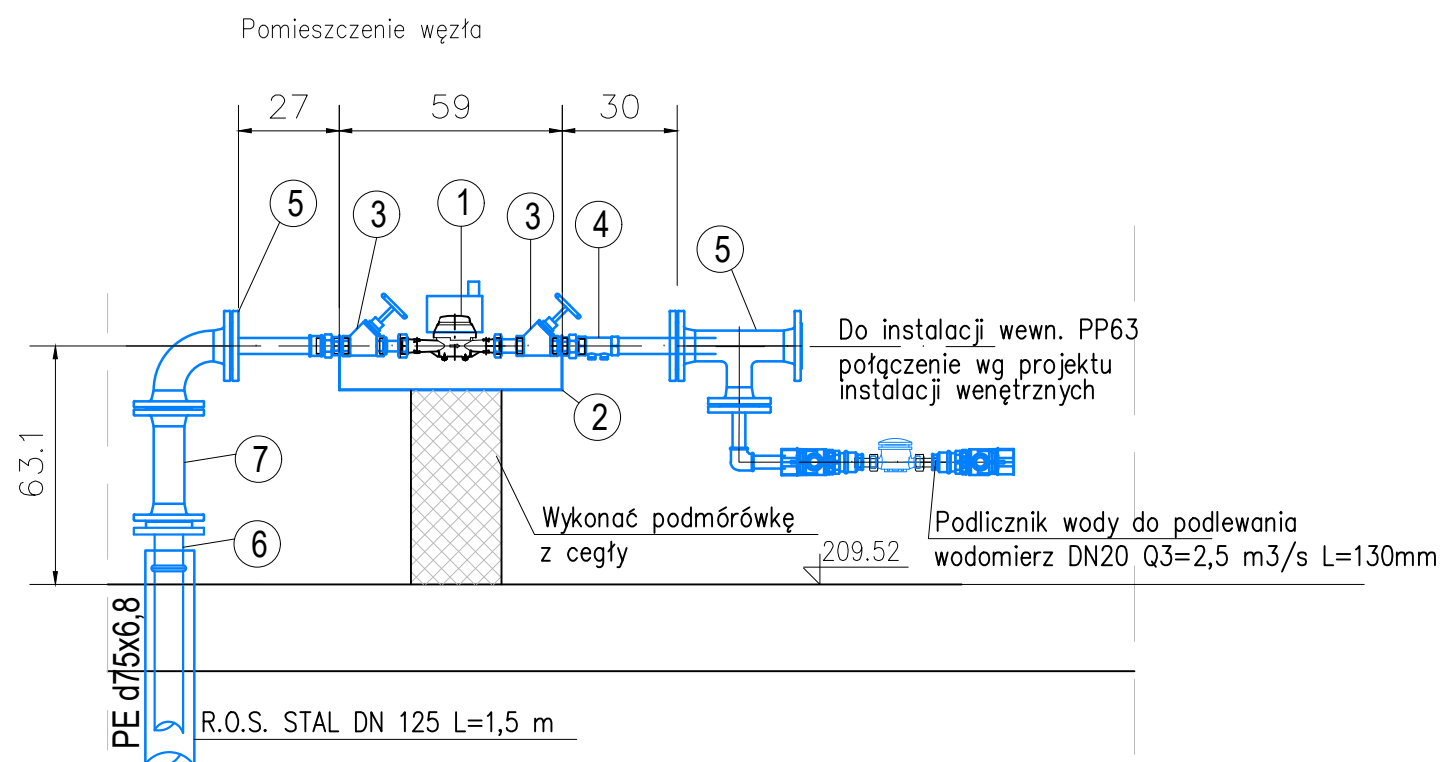 Pomieszczenie węzła
27
59
30
5
3
1
3
4
5
Do instalacji wewn. PP63
połączenie wg projektu
instalacji wenętrznych
2
63.1
7
6
Wykonać podmórówkę
z cegły
209.52
Podlicznik wody do podlewania
wodomierz DN20 Q3=2,5 m3/s L=130mm
PE d75x6,8
R.O.S. STAL DN 125 L=1,5 m